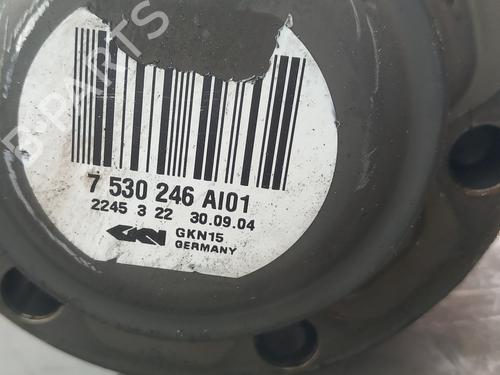 B-PARTS
7 530 246 AI01
2245 3 22 30.09.04
GKN GKN15
GERMANY